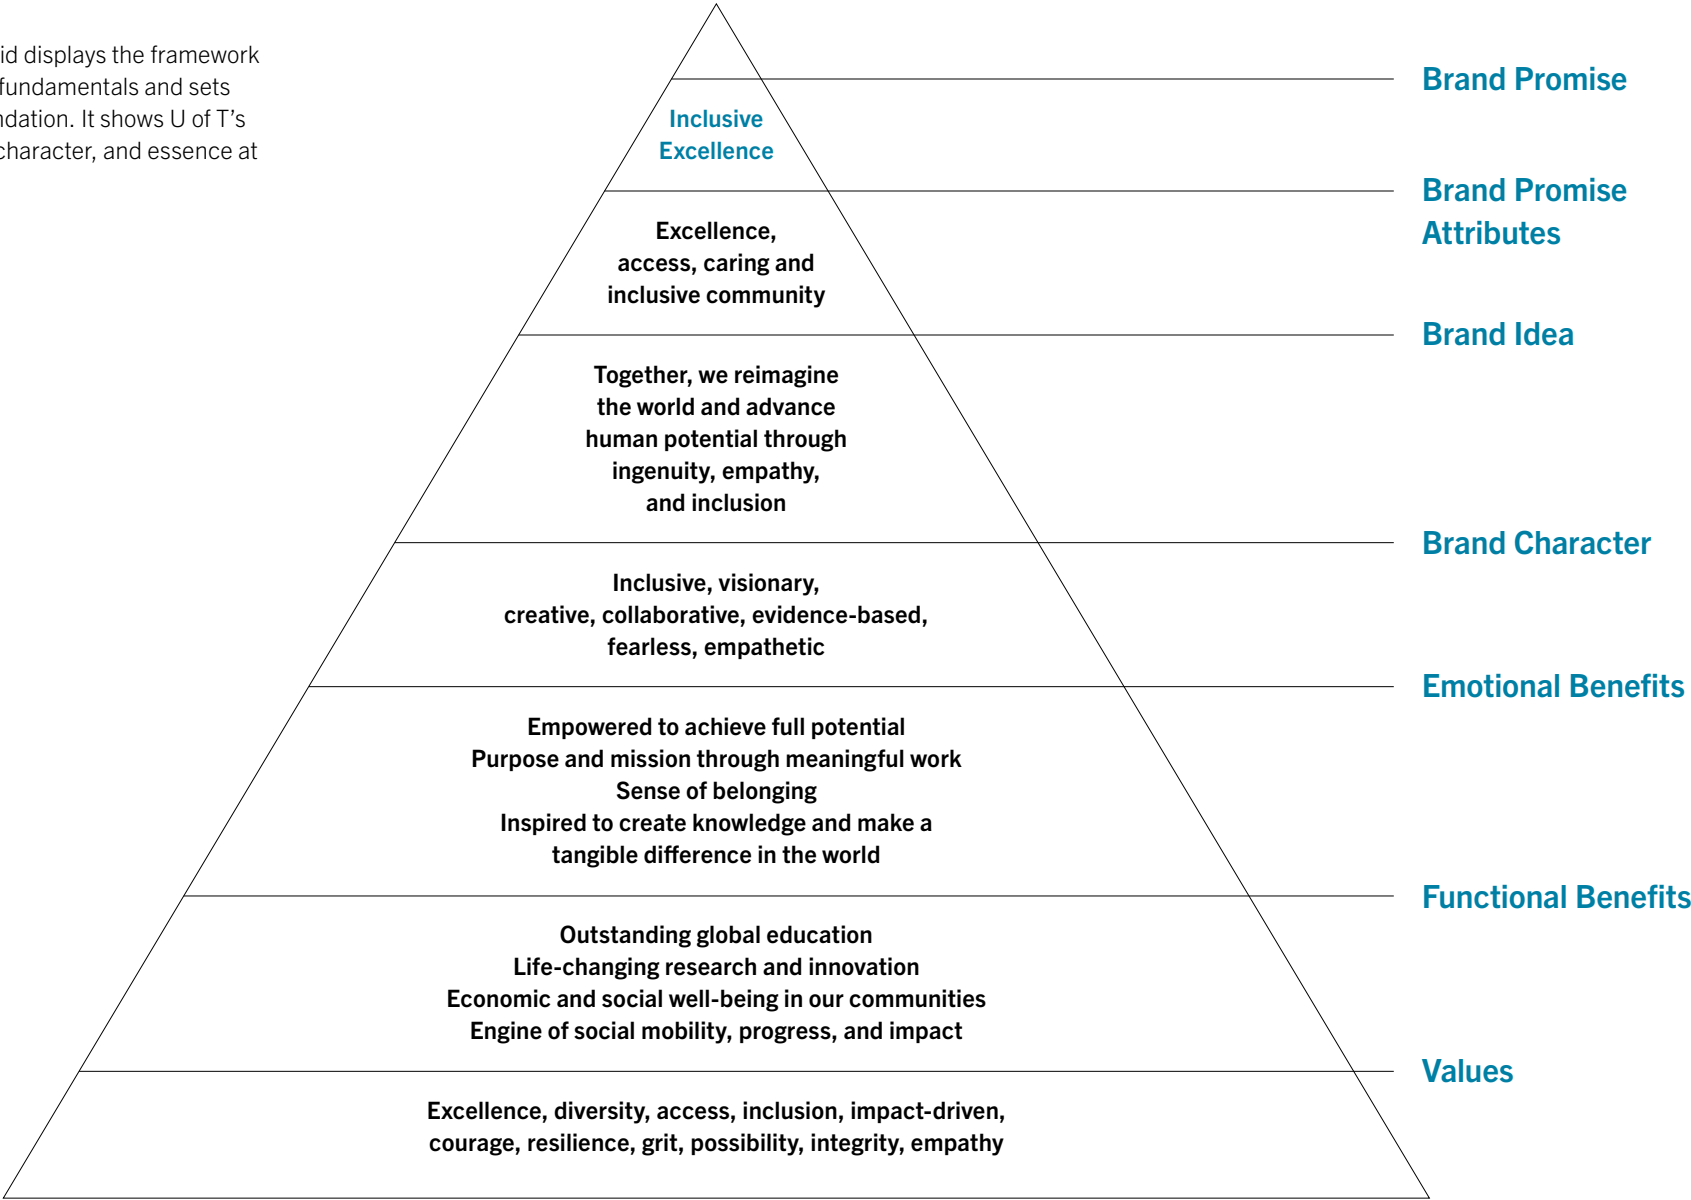 id displays the framework
fundamentals and sets
ndation. It shows U of T's
character, and essence at
Brand Promise
Inclusive
Excellence
Brand Promise
Attributes
Excellence,
access, caring and
inclusive community
Brand Idea
Together, we reimagine
the world and advance
human potential through
ingenuity, empathy,
and inclusion
Brand Character
Inclusive, visionary,
creative, collaborative, evidence-based,
fearless, empathetic
Emotional Benefits
Empowered to achieve full potential
Purpose and mission through meaningful work
Sense of belonging
Inspired to create knowledge and make a
tangible difference in the world
Functional Benefits
Outstanding global education
Life-changing research and innovation
Economic and social well-being in our communities
Engine of social mobility, progress, and impact
Values
Excellence, diversity, access, inclusion, impact-driven,
courage, resilience, grit, possibility, integrity, empathy